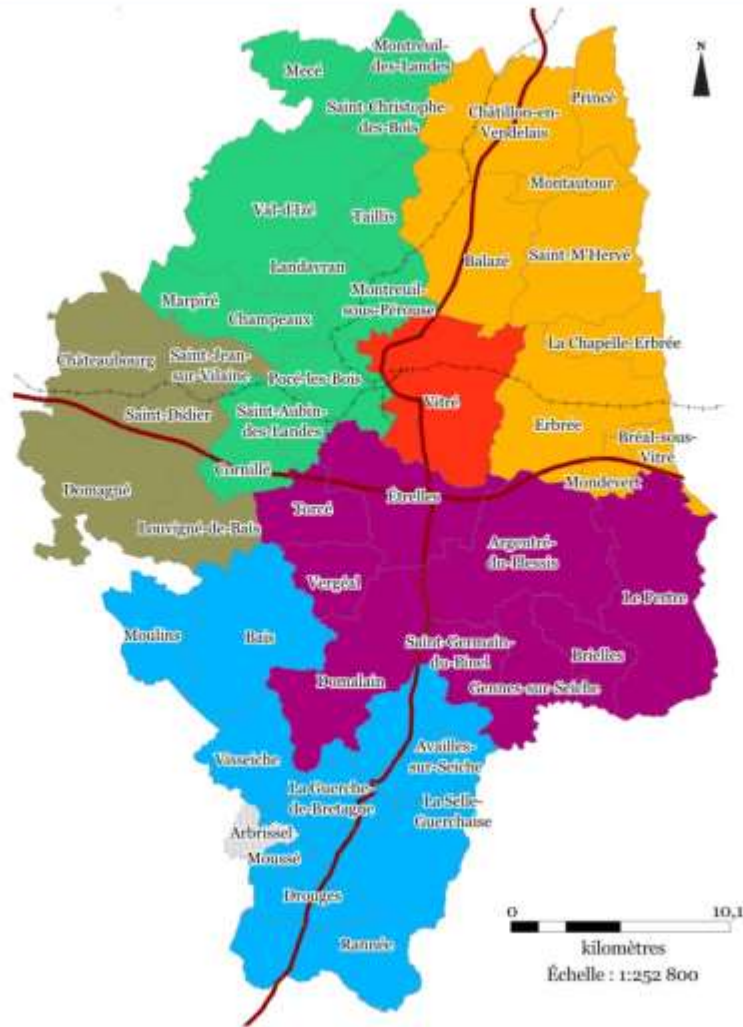 Montreuil-
des-Landes
Mecé
N
Princé
Saint-Christophe-
des-Bois
Châtillon-en-
Vendelais
Montautour
Val-d'Izé
Taillis
Saint-M'Hervé
Balazé
Landavran
Montreuil-
sous-Pérouse
Marpiré
Champeaux
La Chapelle-Erbrée
Châteaubourg
Saint-Jean-
sur-Vilaine
Pocé-les-Bois
Vitré
Saint-Didier
Saint-Aubin-
des-Landes
Erbrée
Bréal-sous-
Vitré
Cornillé
Mondevert
Domagné
Étrelles
Torcé
Louvigné-de-Bais
Argentré-
du-Plessis
Vergéal
Le Pertre
Moulins
Bais
Saint-Germain-
du-Pinel
Brielles
Domalain
Gennes-sur-Seiche
Visseiche
Availles-
sur-Seiche
La Guerche-
de-Bretagne
La Selle-
Guerchaise
Arbrissel
Moussé
Drouges
0 10,1
Rannée
kilomètres
Échelle : 1:252 800